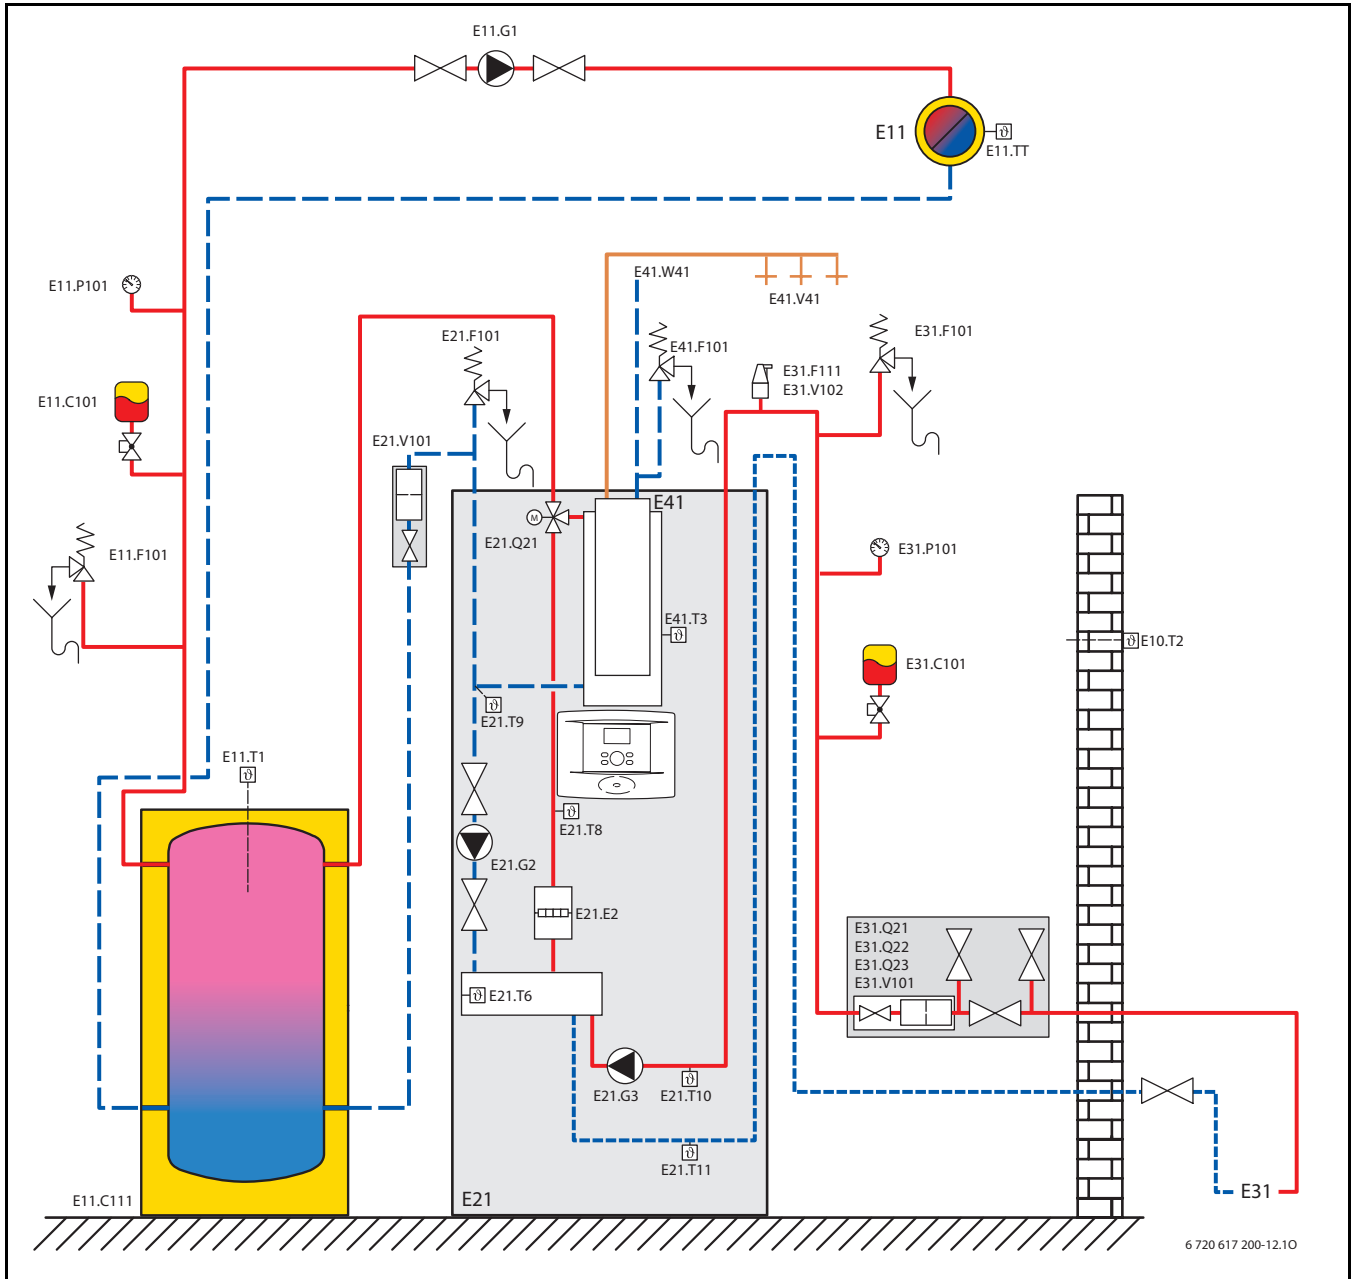 E11.G1
E11
ϑ
E11.TT
E11.P101
E41.W41
E41.V41
E21.F101
E41.F101
E31.F111
E31.V102
E31.F101
E11.C101
E21.V101
E41
M
E21.Q21
E11.F101
E31.P101
E41.T3
ϑ
ϑ
E10.T2
E31.C101
ϑ
E21.T9
E11.T1
ϑ
ϑ
E21.T8
E21.G2
E21.E2
E31.Q21
E31.Q22
E31.Q23
E31.V101
ϑ
E21.T6
ϑ
E21.G3
E21.T10
ϑ
E21.T11
E11.C111
E21
E31
6 720 617 200-12.1O